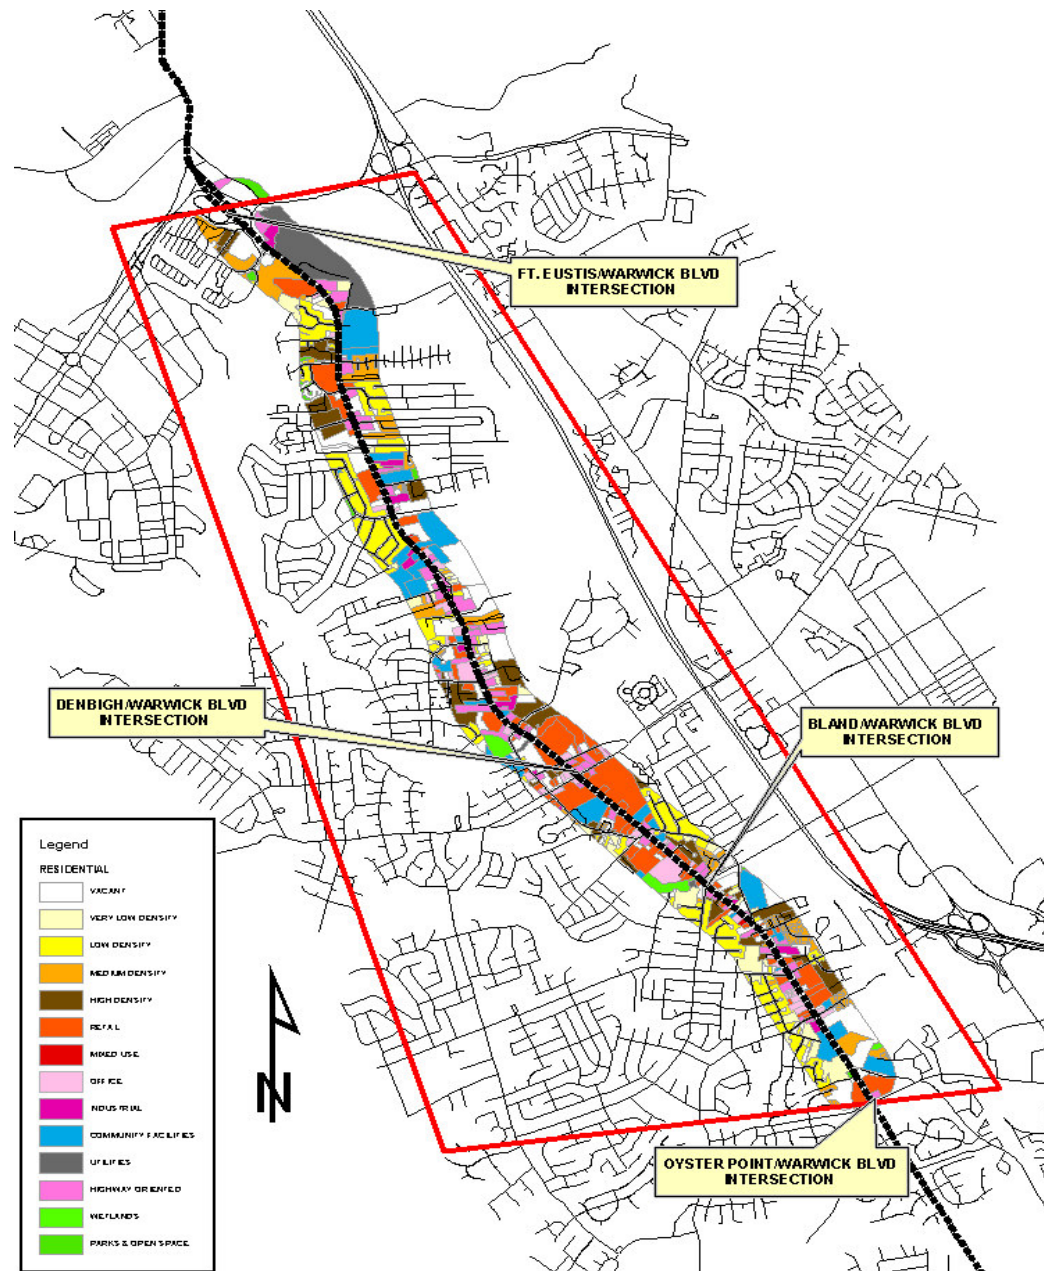 FT. EUSTIS/WARWICK BLVD
INTERSECTION
DENBIGH/WARWICK BLVD
INTERSECTION
BLAND/WARWICK BLVD
INTERSECTION
Legend
RESIDENTIAL
VACANT
VERY LOW DENSITY
LOW DENSITY
MEDIUM DENSITY
HIGH DENSITY
RETAIL
MIXED USE
OFFICE
INDUSTRIAL
COMMUNITY FACILITIES
UTILITIES
HIGHWAY ORIENTED
WETLANDS
PARKS & OPEN SPACE
N
OYSTER POINT/WARWICK BLVD
INTERSECTION